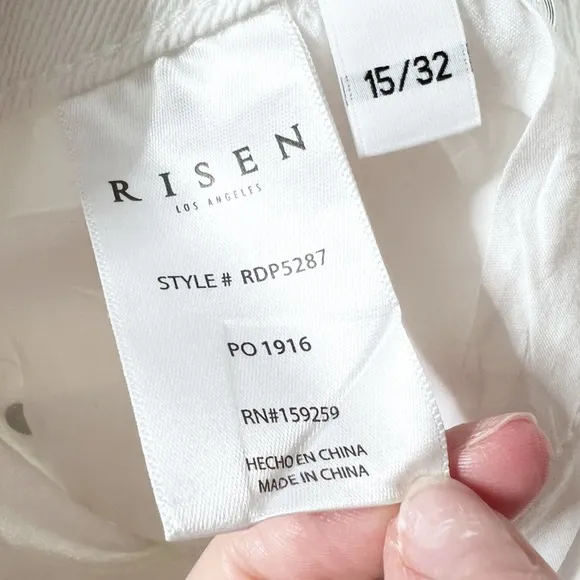 15/32
RISEN
LOS ANGELES
STYLE # RDP5287
PO 1916
RN#159259
HECHO EN CHINA
MADE IN CHINA